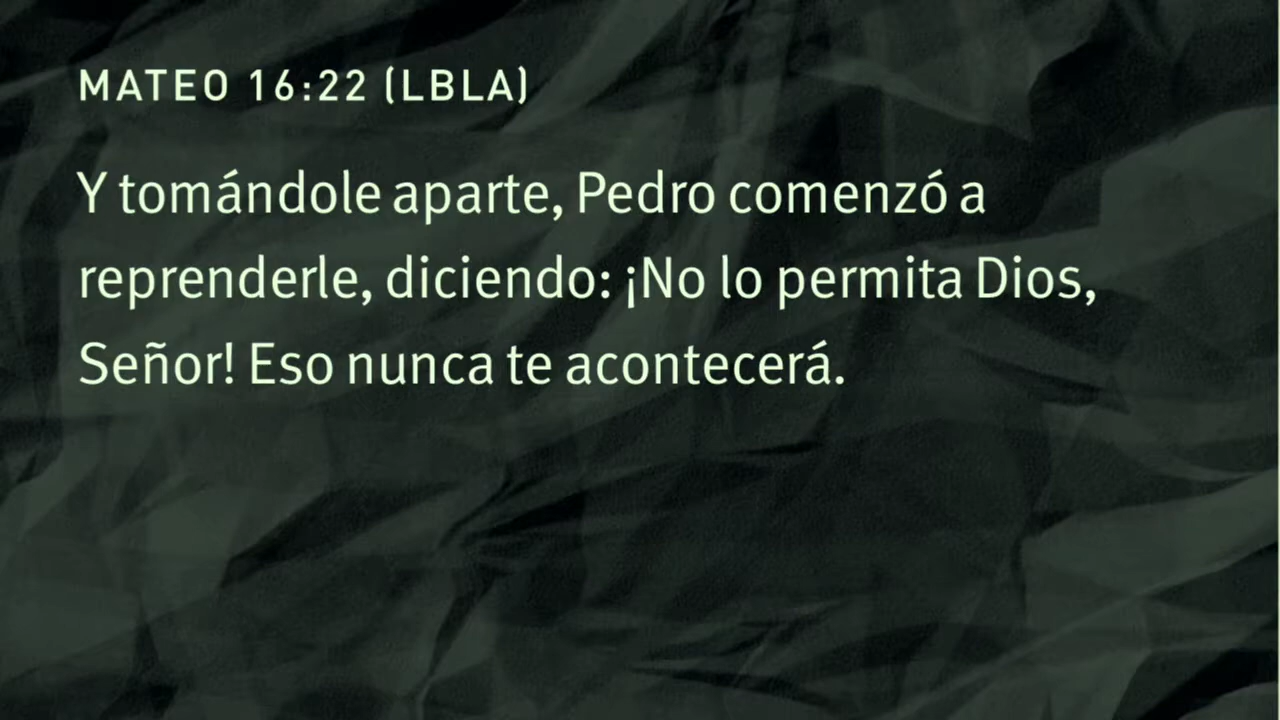 MATEO 16:22 (LBLA)
Y tomándole aparte, Pedro comenzó a
reprenderle, diciendo: ¡No lo permita Dios,
Señor! Eso nunca te acontecerá.